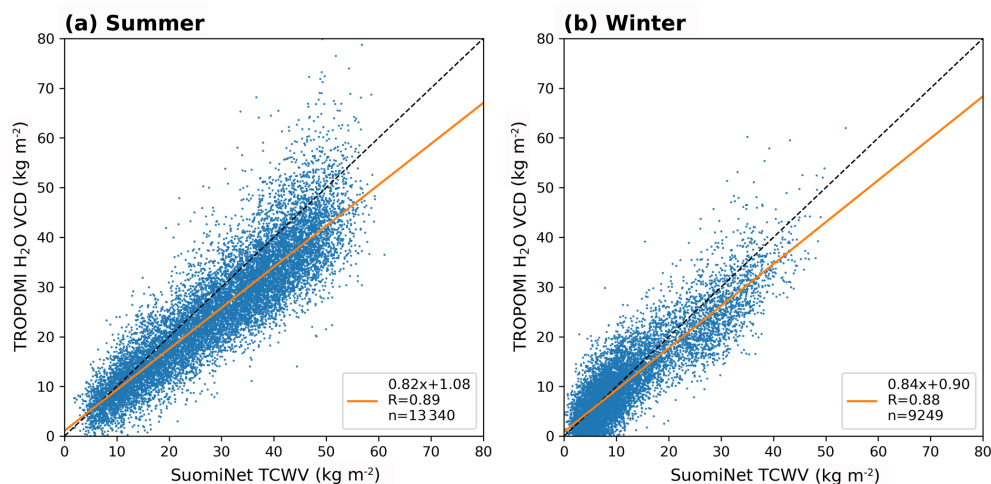 (a) Summer
80
70
60
50
40
30
20
10
0
TROPOMI H₂O VCD (kg m⁻²)
0 10 20 30 40 50 60 70 80
SuomiNet TCWV (kg m⁻²)
0.82x+1.08
R=0.89
n=13 340
(b) Winter
80
70
60
50
40
30
20
10
0
TROPOMI H₂O VCD (kg m⁻²)
0 10 20 30 40 50 60 70 80
SuomiNet TCWV (kg m⁻²)
0.84x+0.90
R=0.88
n=9249